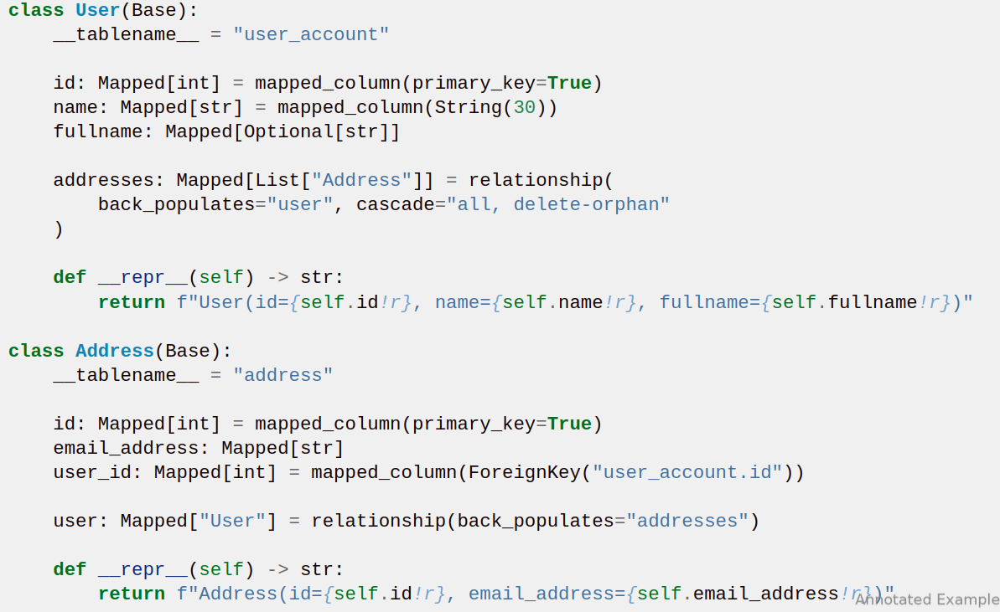 class User(Base):
    __tablename__ = "user_account"

    id: Mapped[int] = mapped_column(primary_key=True)
    name: Mapped[str] = mapped_column(String(30))
    fullname: Mapped[Optional[str]]

    addresses: Mapped[List["Address"]] = relationship(
        back_populates="user", cascade="all, delete-orphan"
    )

    def __repr__(self) -> str:
        return f"User(id={self.id!r}, name={self.name!r}, fullname={self.fullname!r})"

class Address(Base):
    __tablename__ = "address"

    id: Mapped[int] = mapped_column(primary_key=True)
    email_address: Mapped[str]
    user_id: Mapped[int] = mapped_column(ForeignKey("user_account.id"))

    user: Mapped["User"] = relationship(back_populates="addresses")

    def __repr__(self) -> str:
        return f"Address(id={self.id!r}, email_address={self.email_address!r})"
Annotated Example